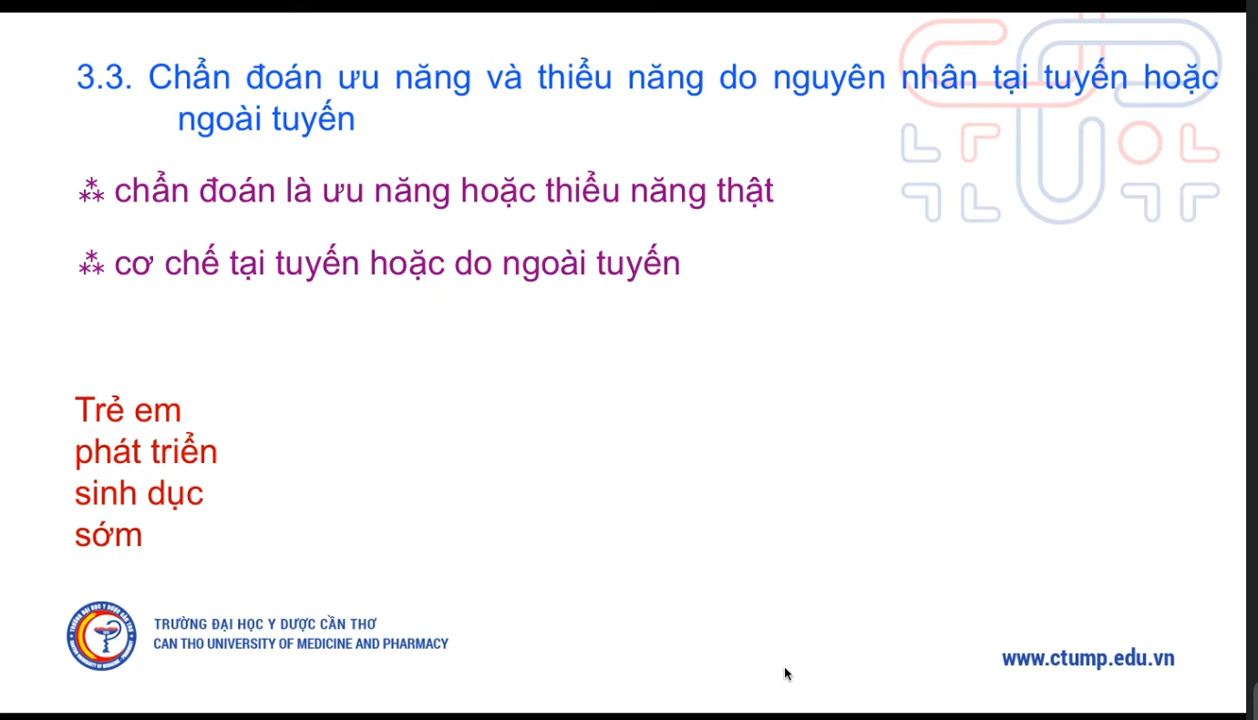 3.3. Chẩn đoán ưu năng và thiểu năng do nguyên nhân tại tuyến hoặc
ngoài tuyến
⁂ chẩn đoán là ưu năng hoặc thiểu năng thật
⁂ cơ chế tại tuyến hoặc do ngoài tuyến
Trẻ em
phát triển
sinh dục
sớm
TRƯỜNG ĐẠI HỌC Y DƯỢC CẦN THƠ
CAN THO UNIVERSITY OF MEDICINE AND PHARMACY
www.ctump.edu.vn